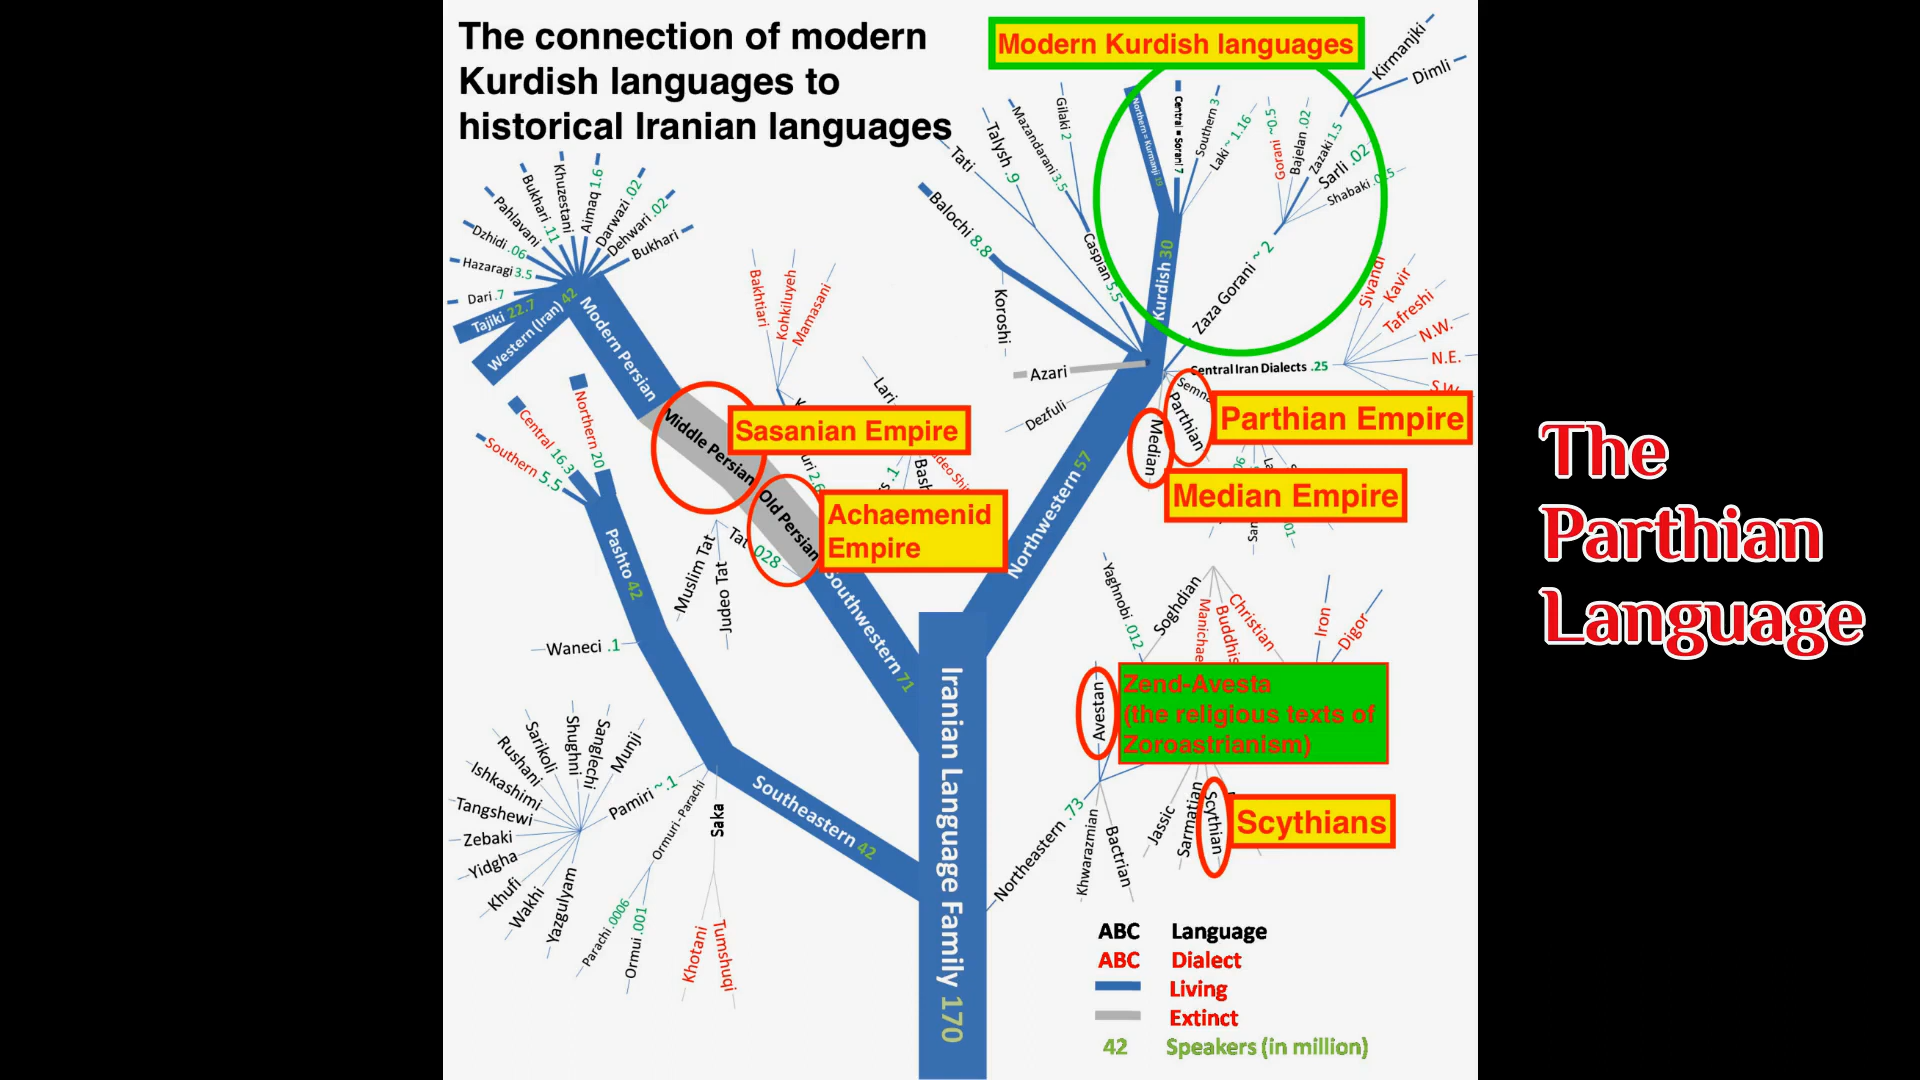 The connection of modern
Kurdish languages to
historical Iranian languages
Modern Kurdish languages
Kirmanjki
Dimli
Northern = Kurmanji 19
Central = Sorani 7
Southern 3
Laki ~ 1.16
Gorani ~0.5
Bajelan .02
Zazaki 1.5
Sarli .02
Shabaki .025
Kurdish 30
Zaza Gorani ~ 2
Tati
Talysh .9
Mazandarani 3.5
Gilaki 2
Caspian 5.5
Balochi 8.8
Koroshi
Azari
Dezfuli
Central Iran Dialects .25
Sivandi
Kavir
Tafreshi
N.W.
N.E.
S.W.
Parthian
Median
Parthian Empire
Median Empire
Northwestern 57
Pahlavani
Bukhari .11
Khuzestani
Aimaq 1.6
Darwazi .02
Dehwari .02
Bukhari
Dzhidi .06
Hazaragi 3.5
Dari .7
Tajiki 22.7
Western (Iran) 42
Modern Persian
Bakhtiari
Kohkiluyeh
Mamasani
Lari
Middle Persian
Sasanian Empire
Old Persian
Achaemenid
Empire
Tat .028
Muslim Tat
Judeo Tat
Southwestern 71
Northern 20
Central 16.3
Southern 5.5
Pashto 42
Waneci .1
Munji
Sanglechi
Shughni
Sarikoli
Rushani
Ishkashimi
Tangshewi
Zebaki
Yidgha
Khufi
Wakhi
Yazgulyam
Pamiri ~ .1
Ormuri - Parachi
Parachi .0006
Ormui .001
Saka
Khotani
Tumshuqi
Southeastern 42
Iranian Language Family 170
Yaghnobi .012
Soghdian
Christian
Iron
Digor
Avestan
Zend-Avesta
(the religious texts of
Zoroastrianism)
Northeastern .73
Khwarazmian
Bactrian
Jassic
Sarmatian
Scythian
Scythians
ABC Language
ABC Dialect
Living
Extinct
42 Speakers (in million)
The
Parthian
Language